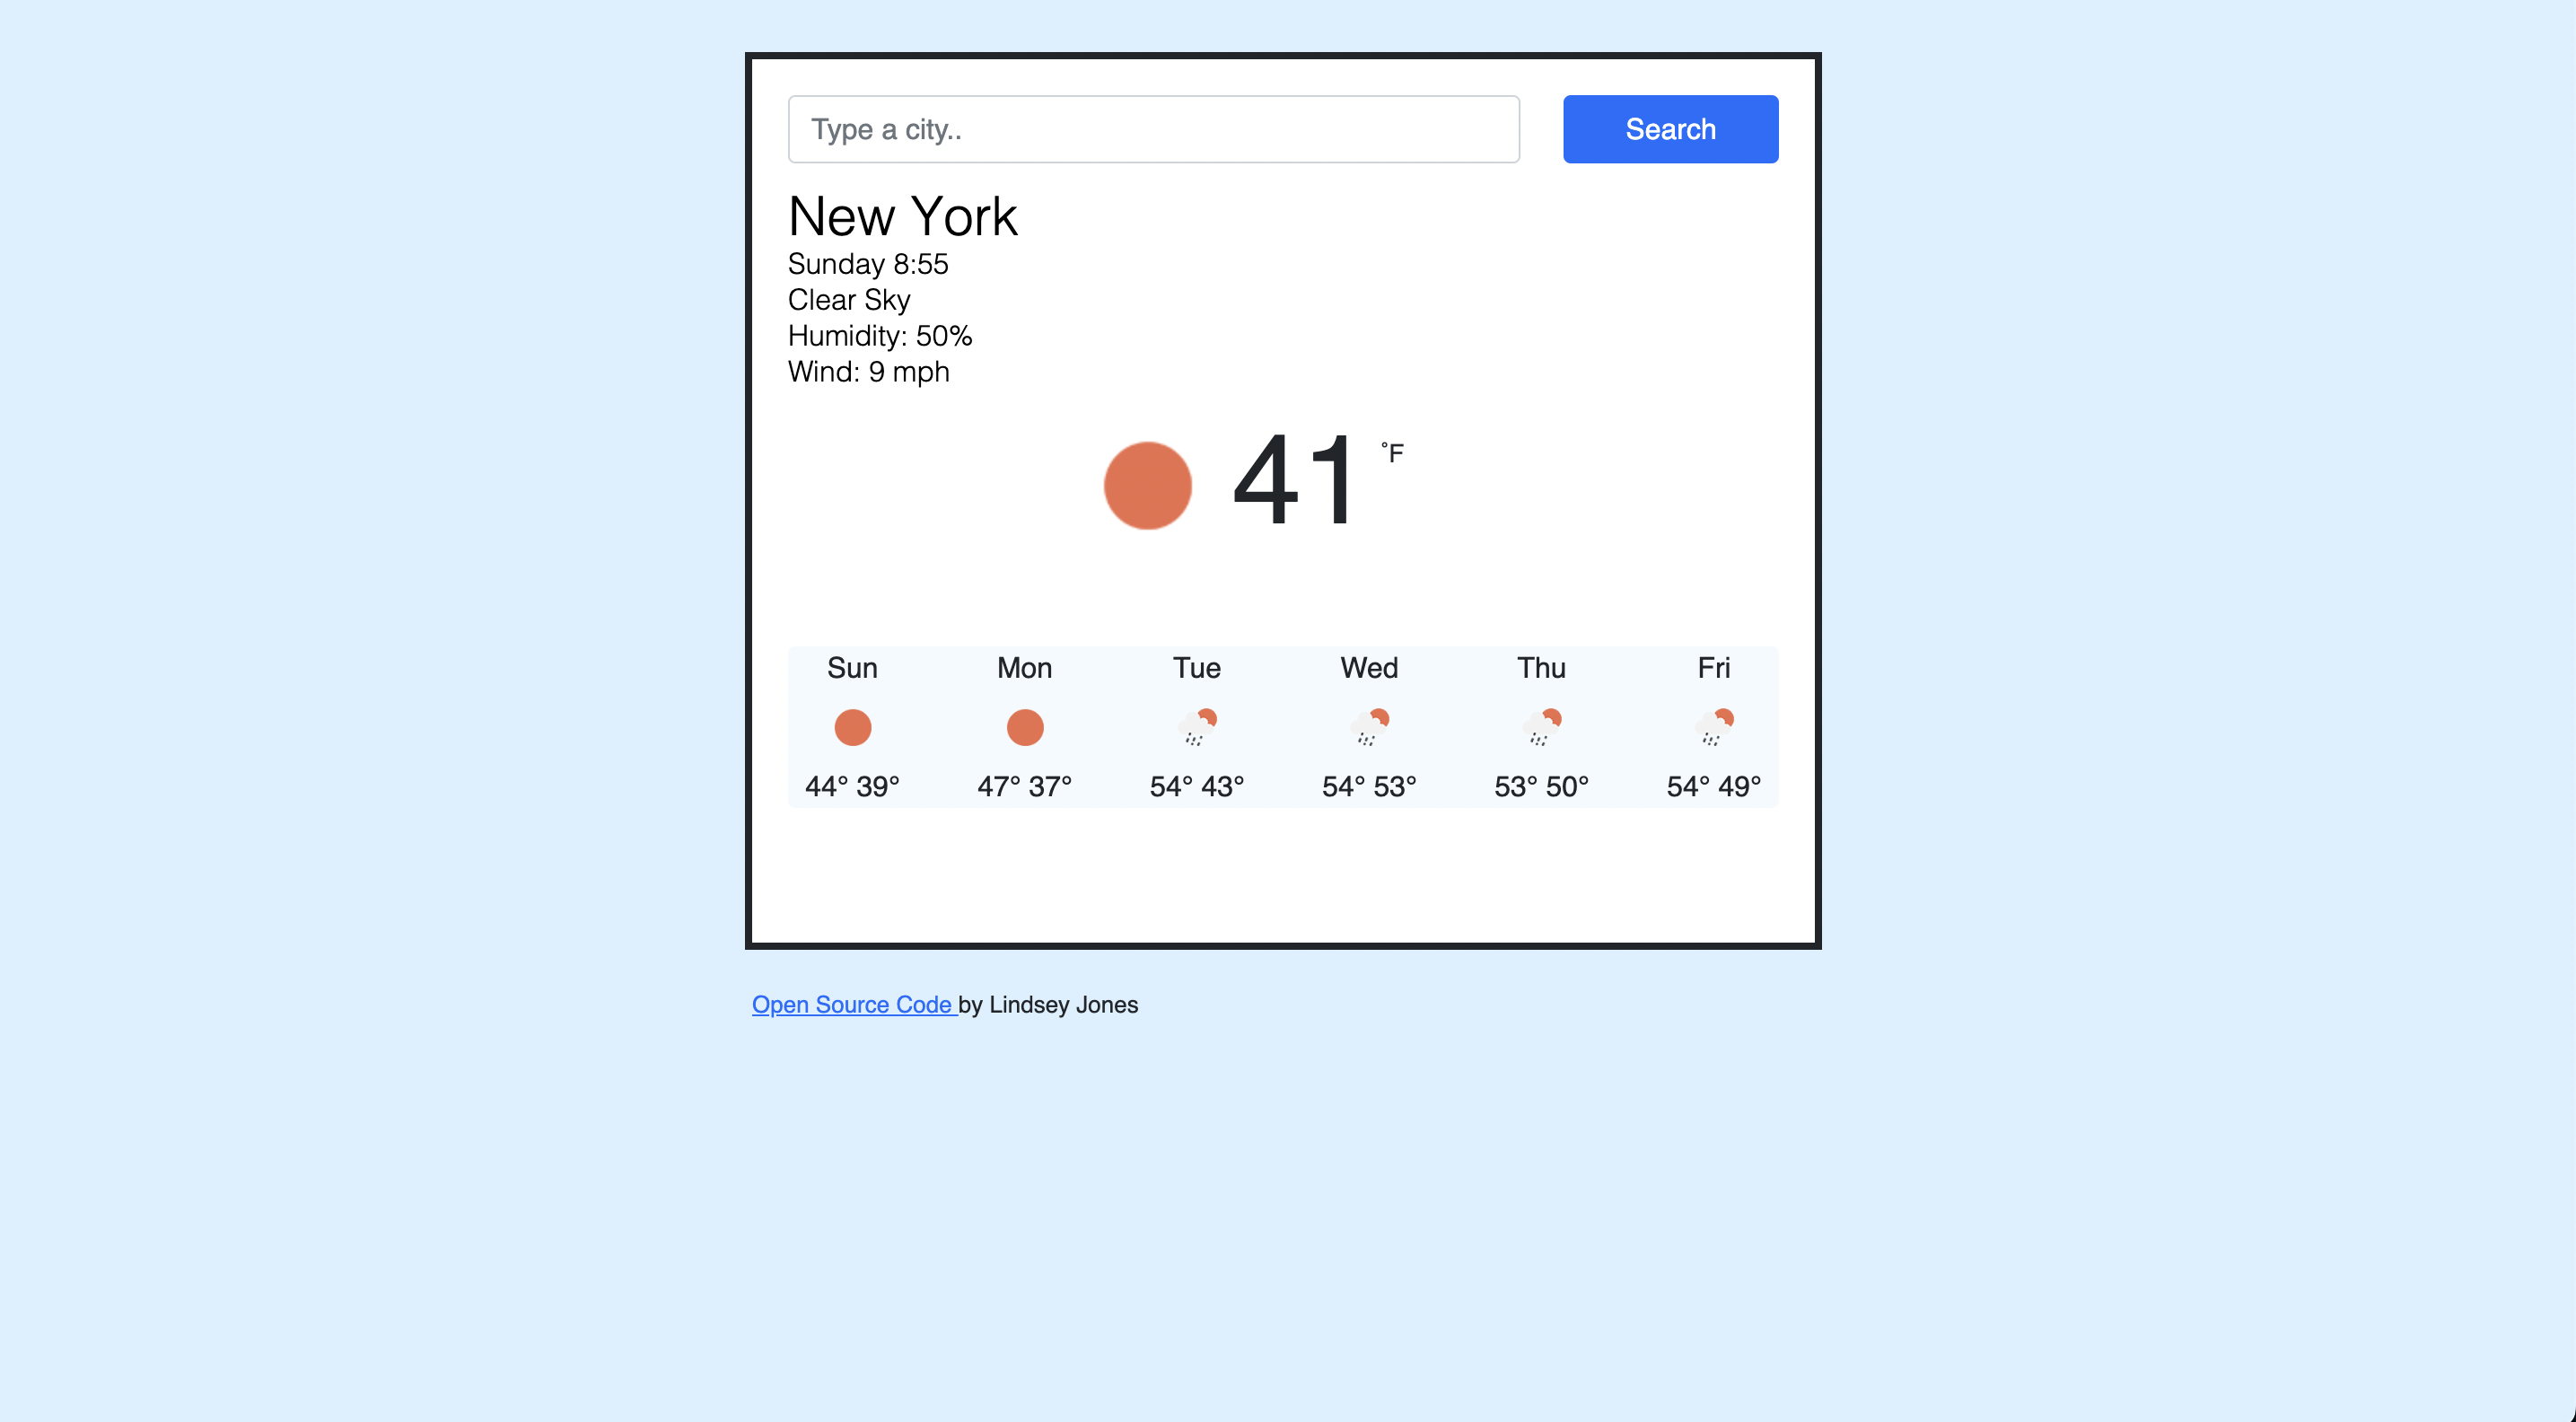 Type a city..
Search
New York
Sunday 8:55
Clear Sky
Humidity: 50%
Wind: 9 mph
41 °F
Sun Mon Tue Wed Thu Fri
44° 39° 47° 37° 54° 43° 54° 53° 53° 50° 54° 49°
Open Source Code by Lindsey Jones